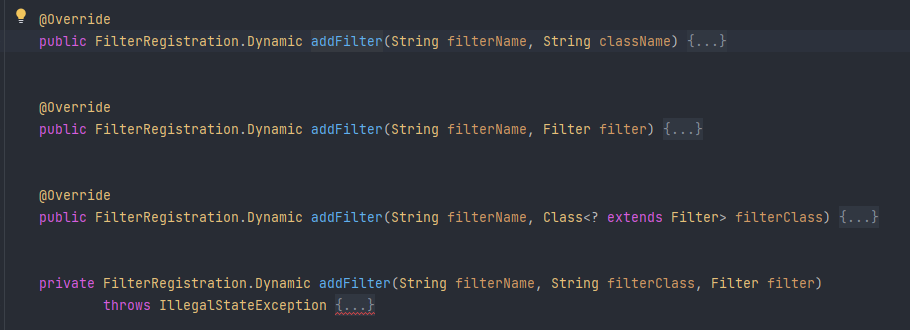 @Override
public FilterRegistration.Dynamic addFilter(String filterName, String className) {...}
@Override
public FilterRegistration.Dynamic addFilter(String filterName, Filter filter) {...}
@Override
public FilterRegistration.Dynamic addFilter(String filterName, Class<? extends Filter> filterClass) {...}
private FilterRegistration.Dynamic addFilter(String filterName, String filterClass, Filter filter)
throws IllegalStateException {...}